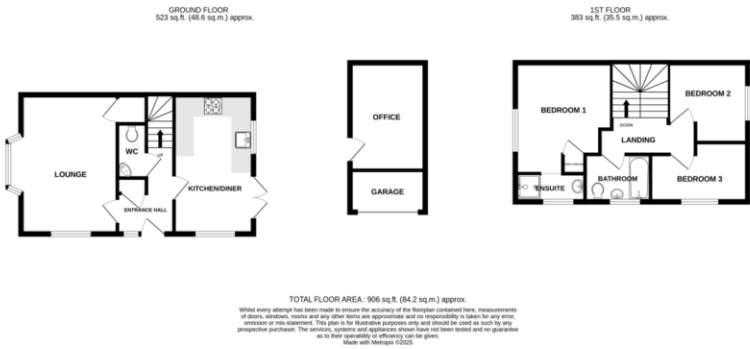 GROUND FLOOR
523 sq.ft. (48.6 sq.m.) approx.
1ST FLOOR
383 sq.ft. (35.5 sq.m.) approx.
LOUNGE
WC
KITCHEN/DINER
ENTRANCE HALL
OFFICE
GARAGE
BEDROOM 1
BEDROOM 2
DOWN
LANDING
BATHROOM
BEDROOM 3
ENSUITE
TOTAL FLOOR AREA : 906 sq.ft. (84.2 sq.m.) approx.
Whilst every attempt has been made to ensure the accuracy of the floorplan contained here, measurements
of doors, windows, rooms and any other items are approximate and no responsibility is taken for any error,
omission or mis-statement. This plan is for illustrative purposes only and should be used as such by any
prospective purchaser. The services, systems and appliances shown have not been tested and no guarantee
as to their operability or efficiency can be given.
Made with Metropix ©2025